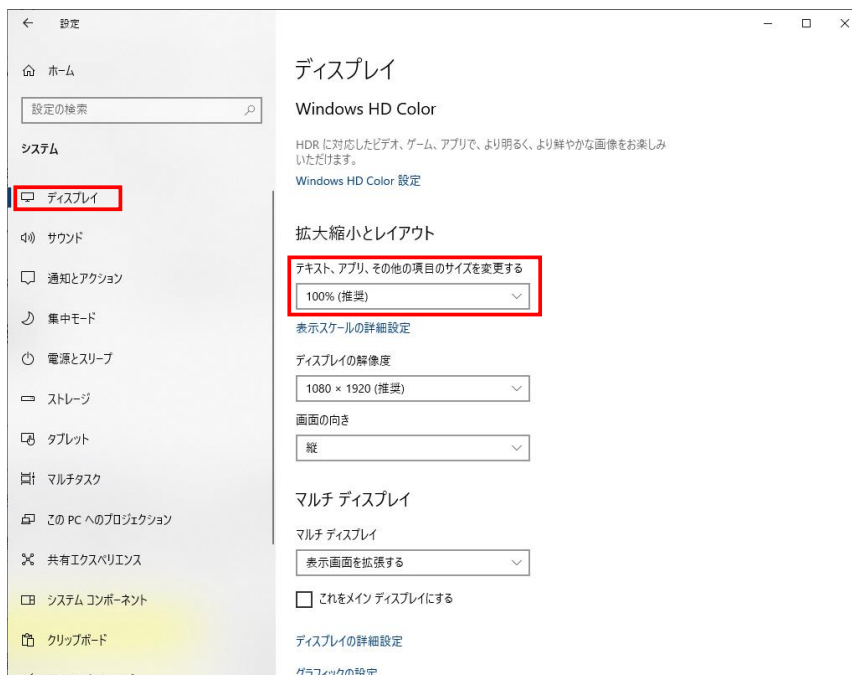 設定
ホーム
設定の検索
システム
ディスプレイ
サウンド
通知とアクション
集中モード
電源とスリープ
ストレージ
タブレット
マルチタスク
この PC へのプロジェクション
共有エクスペリエンス
システム コンポーネント
クリップボード
ディスプレイ
Windows HD Color
HDR に対応したビデオ、ゲーム、アプリで、より明るく、より鮮やかな画像をお楽しみ
いただけます。
Windows HD Color 設定
拡大縮小とレイアウト
テキスト、アプリ、その他の項目のサイズを変更する
100% (推奨)
表示スケールの詳細設定
ディスプレイの解像度
1080 × 1920 (推奨)
画面の向き
縦
マルチ ディスプレイ
マルチ ディスプレイ
表示画面を拡張する
これをメイン ディスプレイにする
ディスプレイの詳細設定
グラフィックの設定